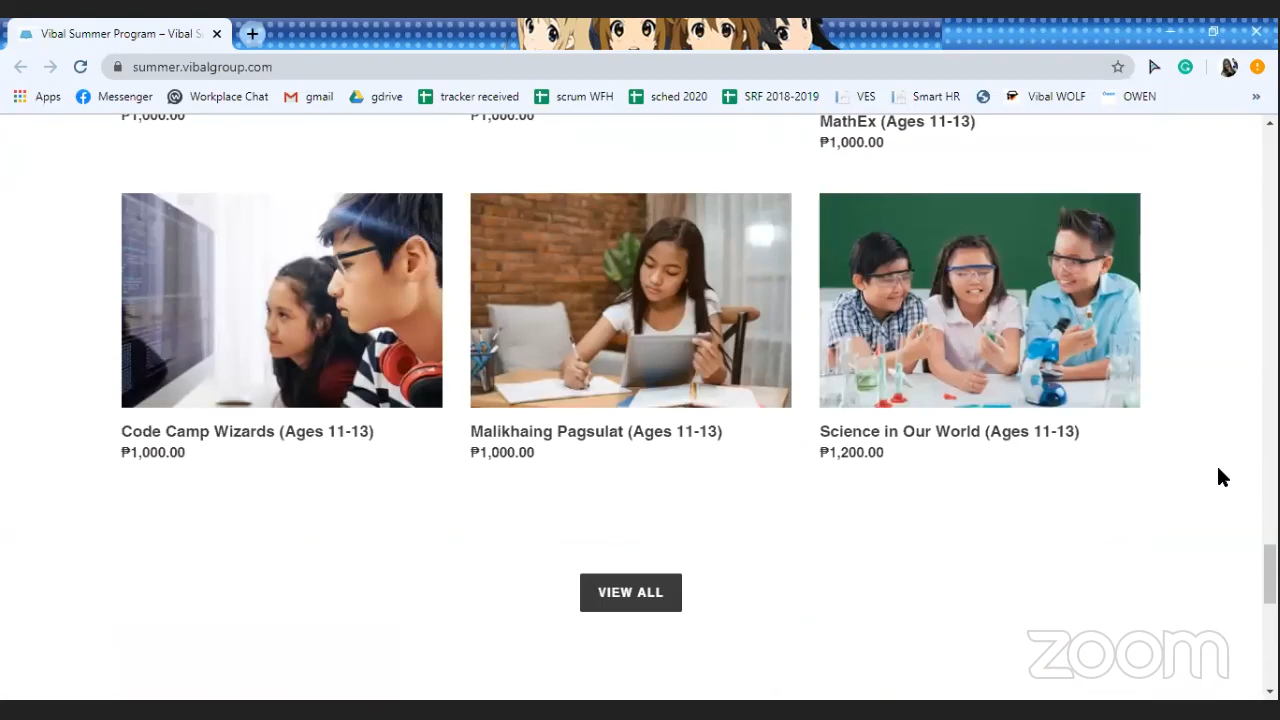 Vibal Summer Program – Vibal S
summer.vibalgroup.com
Apps Messenger Workplace Chat gmail gdrive tracker received scrum WFH sched 2020 SRF 2018-2019 VES Smart HR Vibal WOLF OWEN »
₱1,000.00 ₱1,000.00 MathEx (Ages 11-13)
₱1,000.00
Code Camp Wizards (Ages 11-13)
₱1,000.00
Malikhaing Pagsulat (Ages 11-13)
₱1,000.00
Science in Our World (Ages 11-13)
₱1,200.00
VIEW ALL
zoom